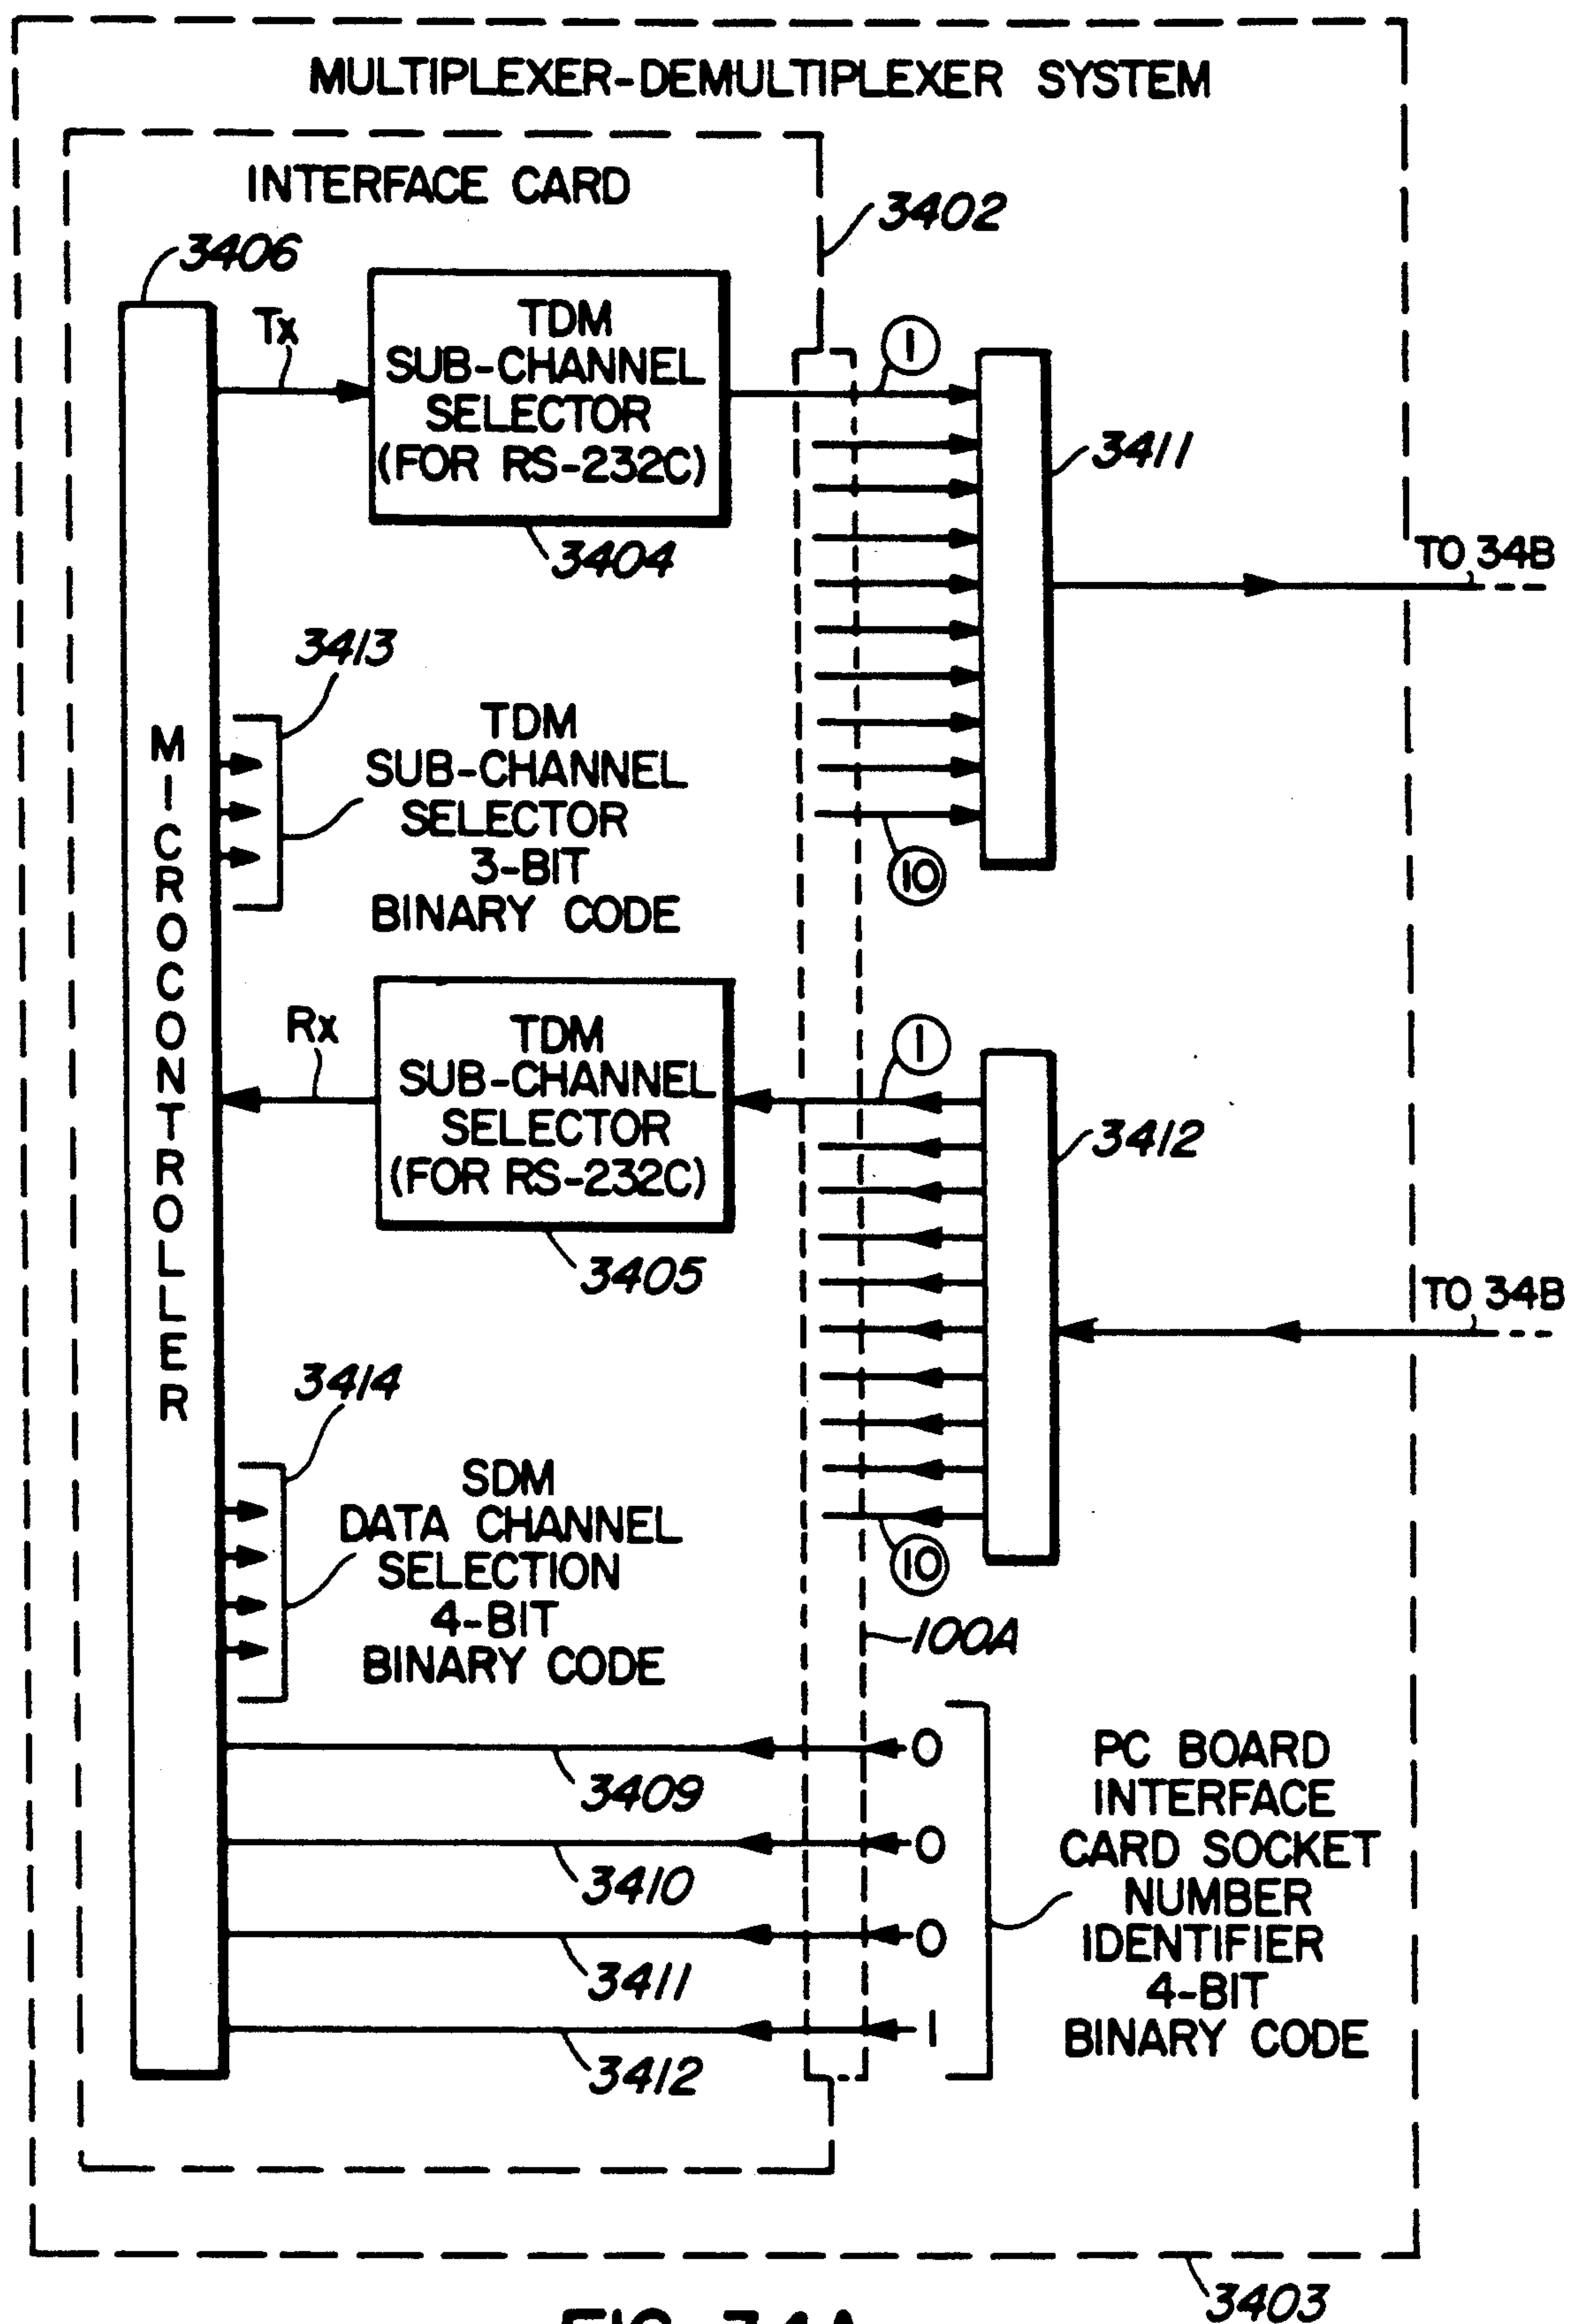 MULTIPLEXER-DEMULTIPLEXER SYSTEM
INTERFACE CARD
3402
3406
Tx
TDM
SUB-CHANNEL
SELECTOR
(FOR RS-232C)
3404
1
3411
TO 34B
10
3413
TDM
SUB-CHANNEL
SELECTOR
3-BIT
BINARY CODE
MICROCONTROLLER
Rx
TDM
SUB-CHANNEL
SELECTOR
(FOR RS-232C)
3405
1
3412
TO 34B
10
3414
SDM
DATA CHANNEL
SELECTION
4-BIT
BINARY CODE
100A
0
3409
0
3410
0
3411
1
3412
PC BOARD
INTERFACE
CARD SOCKET
NUMBER
IDENTIFIER
4-BIT
BINARY CODE
3403
FIG. 34A